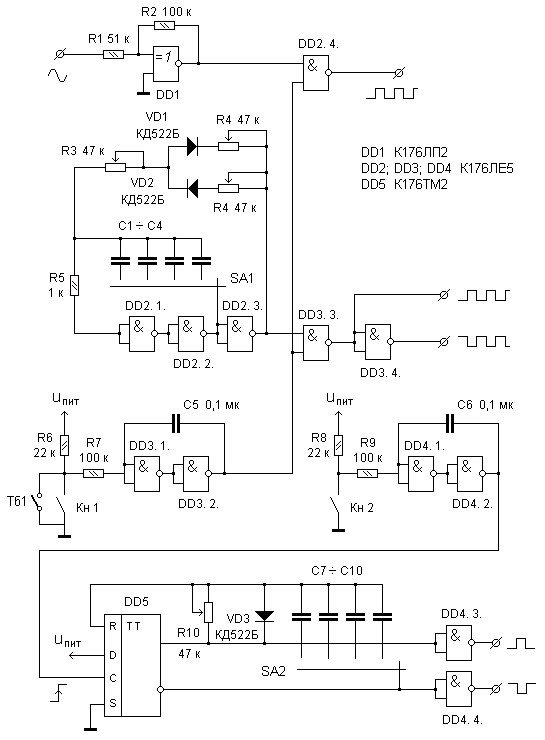 R2 100 к
R1 51 к
=1
DD1
DD2. 4.
&
VD1
КД522Б
R4 47 к
R3 47 к
VD2
КД522Б
R4 47 к
DD1 К176ЛП2
DD2; DD3; DD4 К176ЛЕ5
DD5 К176ТМ2
C1 ÷ C4
SA1
R5
1 к
DD2. 1.
DD2. 3.
&
&
&
DD2. 2.
DD3. 3.
&
&
DD3. 4.
Uпит
C5 0,1 мк
R6
22 к
R7
100 к
DD3. 1.
&
&
DD3. 2.
Тб1
Кн 1
Uпит
C6 0,1 мк
R8
22 к
R9
100 к
DD4. 1.
&
&
DD4. 2.
Кн 2
C7 ÷ C10
DD5
R TT
D
C
S
Uпит
R10
47 к
VD3
КД522Б
SA2
DD4. 3.
&
&
DD4. 4.